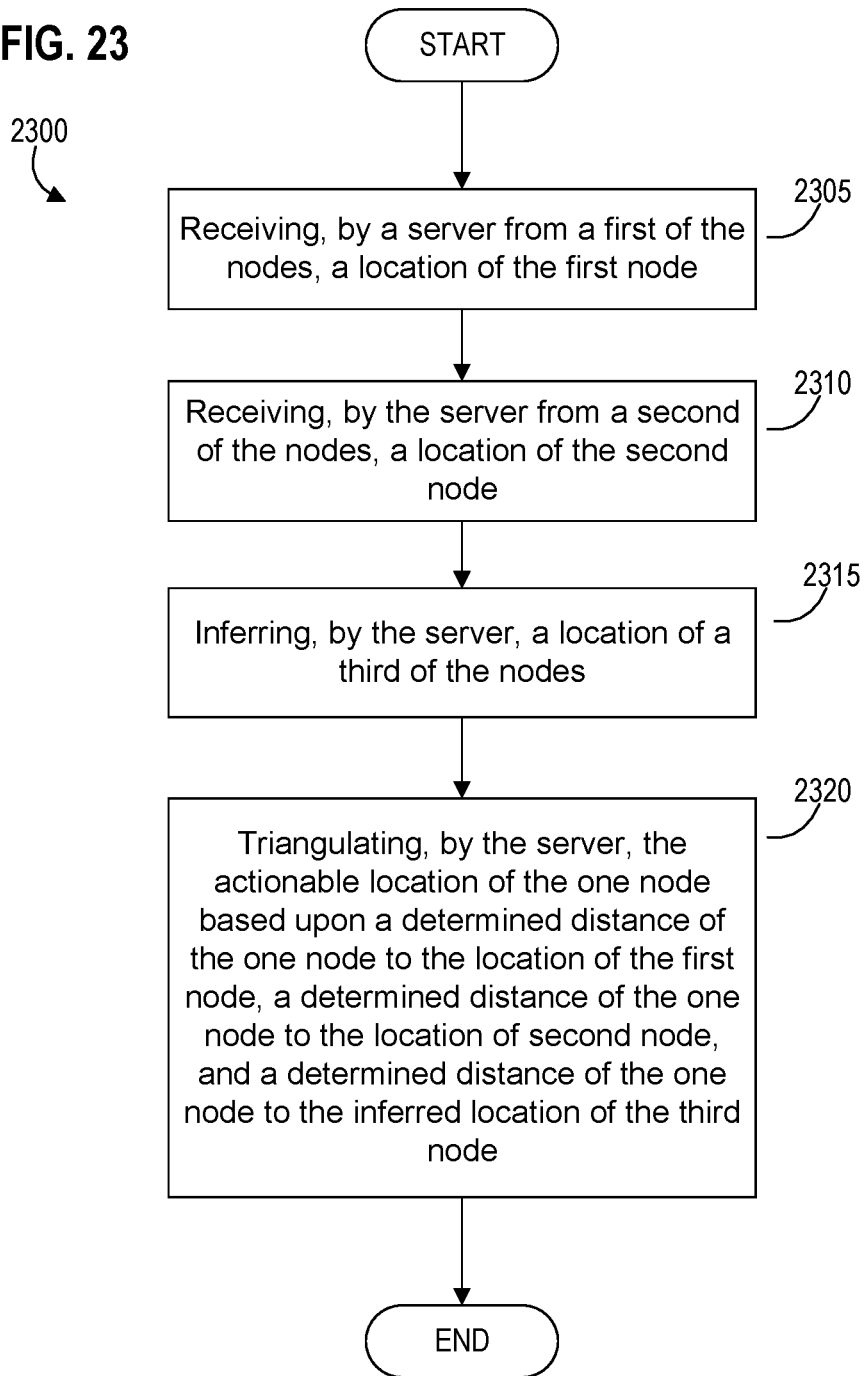 FIG. 23
START
2300
2305
Receiving, by a server from a first of the
nodes, a location of the first node
2310
Receiving, by the server from a second
of the nodes, a location of the second
node
2315
Inferring, by the server, a location of a
third of the nodes
2320
Triangulating, by the server, the
actionable location of the one node
based upon a determined distance of
the one node to the location of the first
node, a determined distance of the one
node to the location of second node,
and a determined distance of the one
node to the inferred location of the third
node
END